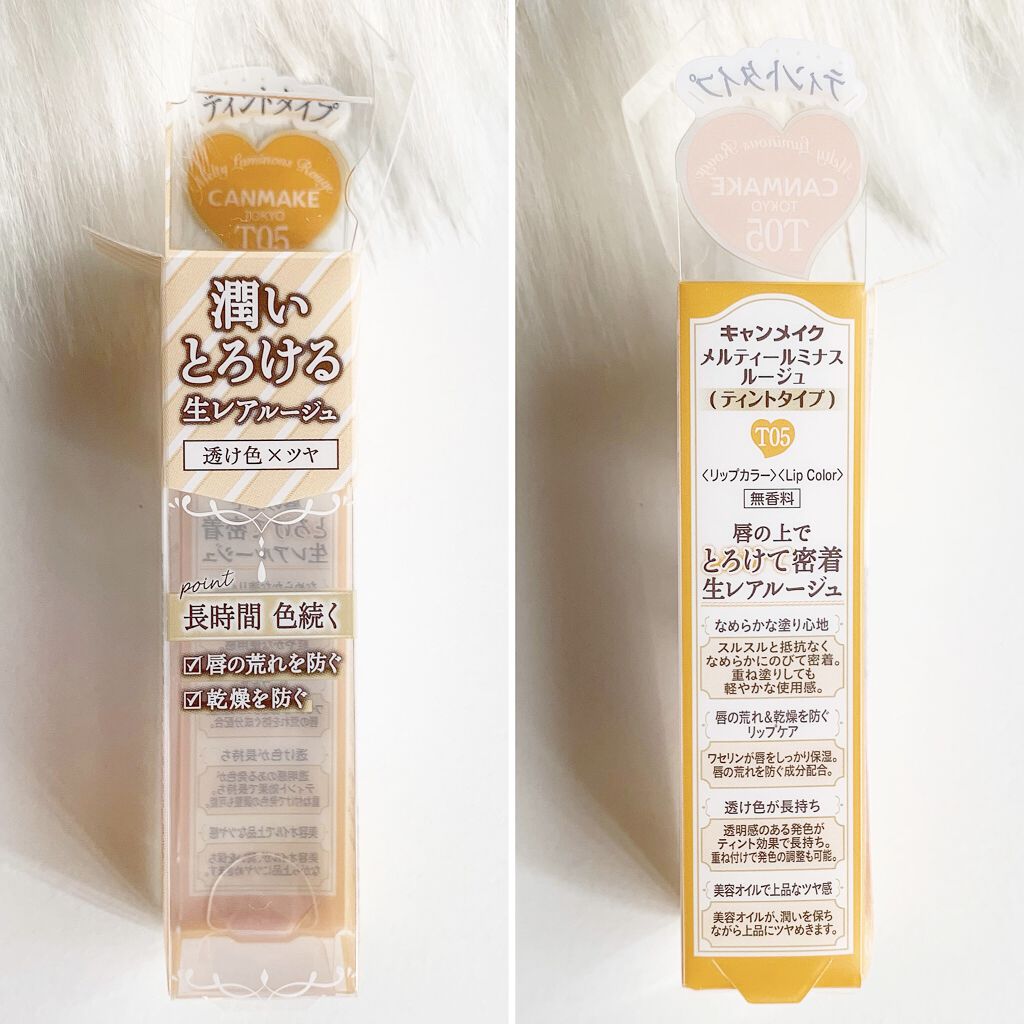 ティントタイプ
Melty Luminous Rouge
CANMAKE
TOKYO
T05
潤い
とろける
生レアルージュ
透け色×ツヤ
point
長時間 色続く
☑唇の荒れを防ぐ
☑乾燥を防ぐ
ティントタイプ
Melty Luminous Rouge
CANMAKE
TOKYO
T05
キャンメイク
メルティールミナス
ルージュ
(ティントタイプ)
T05
〈リップカラー〉〈Lip Color〉
無香料
唇の上で
とろけて密着
生レアルージュ
なめらかな塗り心地
スルスルと抵抗なく
なめらかにのびて密着。
重ね塗りしても
軽やかな使用感。
唇の荒れ&乾燥を防ぐ
リップケア
ワセリンが唇をしっかり保湿。
唇の荒れを防ぐ成分配合。
透け色が長持ち
透明感のある発色が
ティント効果で長持ち。
重ね付けで発色の調整も可能。
美容オイルで上品なツヤ感
美容オイルが、潤いを保ち
ながら上品にツヤめきます。